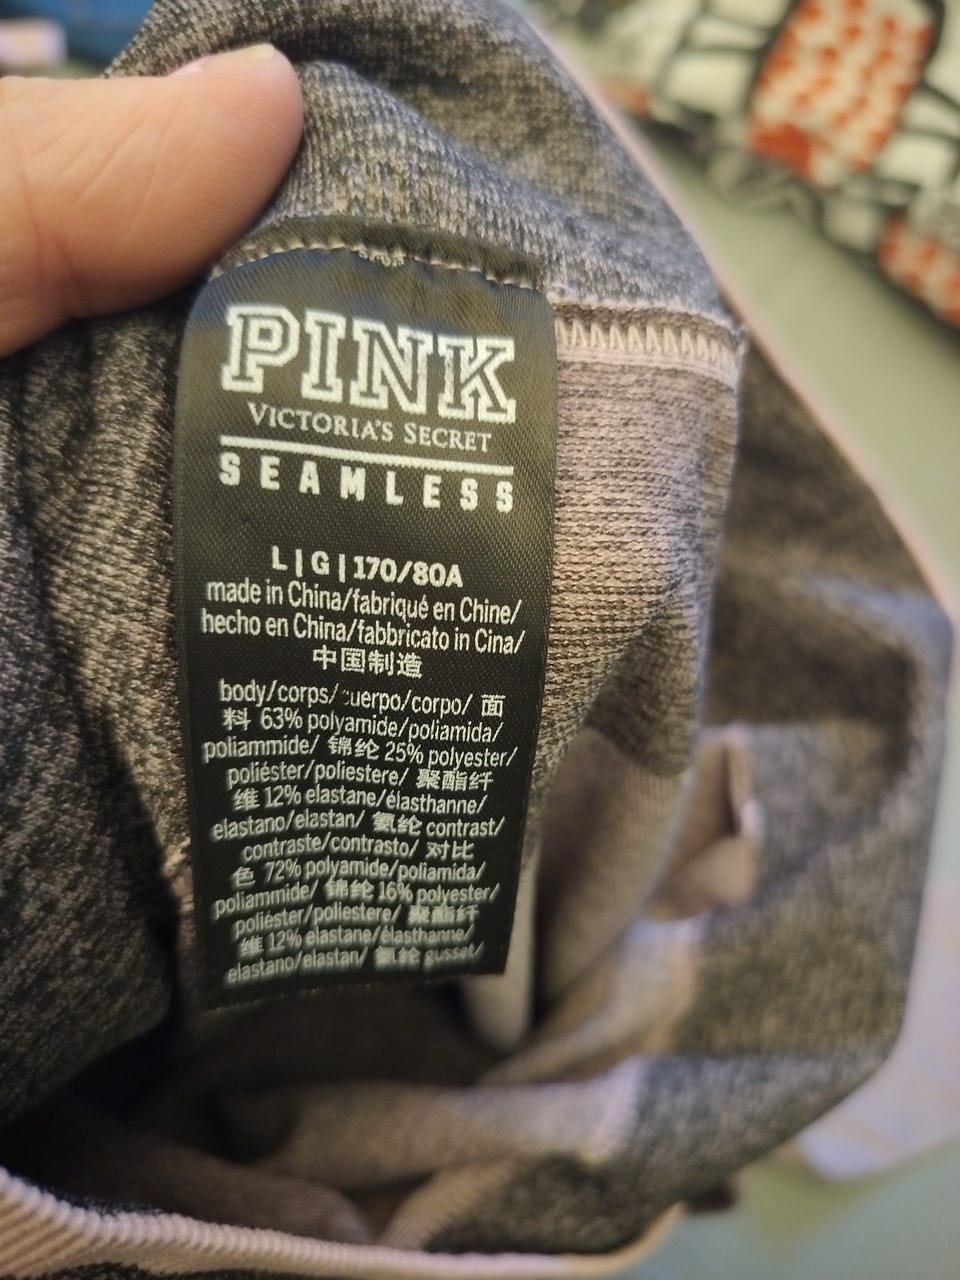 PINK
VICTORIA'S SECRET
SEAMLESS
L|G|170/80A
made in China/fabriqué en Chine/
hecho en China/fabbricato in Cina/
中国制造
body/corps/cuerpo/corpo/ 面
料 63% polyamide/poliamida/
poliammide/ 锦纶 25% polyester/
poliéster/poliestere/ 聚酯纤
维 12% elastane/élasthanne/
elastano/elastan/ 氨纶 contrast/
contraste/contrasto/ 对比
色 72% polyamide/poliamida/
poliammide/ 锦纶 16% polyester/
poliéster/poliestere/ 聚酯纤
维 12% elastane/élasthanne/
elastano/elastan/ 氨纶 gusset/